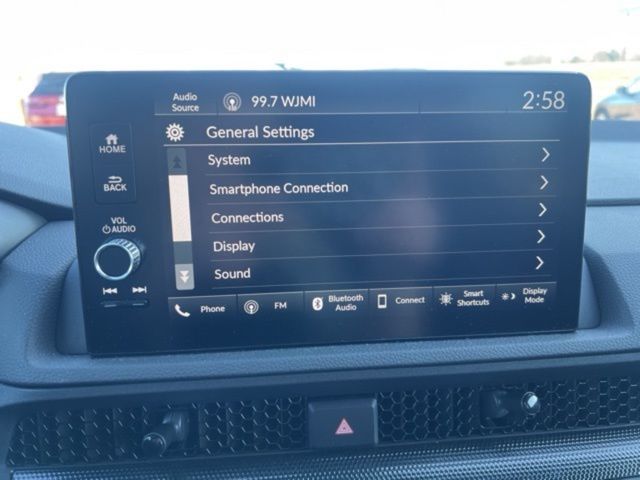 Audio
Source
99.7 WJMI
2:58
HOME
General Settings
BACK
System
Smartphone Connection
VOL
AUDIO
Connections
Display
Sound
Phone
FM
Bluetooth
Audio
Connect
Smart
Shortcuts
Display
Mode